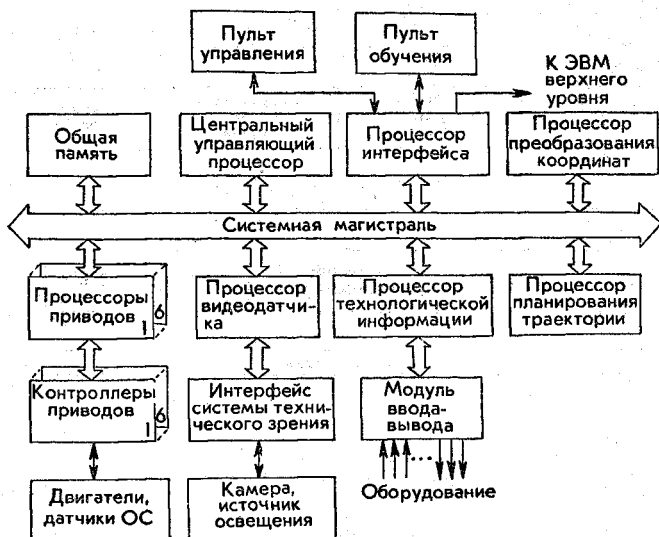 Пульт
управления
Пульт
обучения
К ЭВМ
верхнего
уровня
Общая
память
Центральный
управляющий
процессор
Процессор
интерфейса
Процессор
преобразования
координат
Системная магистраль
Процессоры
приводов
1
6
Процессор
видеодатчи-
ка
Процессор
технологической
информации
Процессор
планирования
траектории
Контроллеры
приводов
1
6
Интерфейс
системы техни-
ческого зрения
Модуль
ввода-
вывода
Двигатели,
датчики ОС
Камера,
источник
освещения
Оборудование